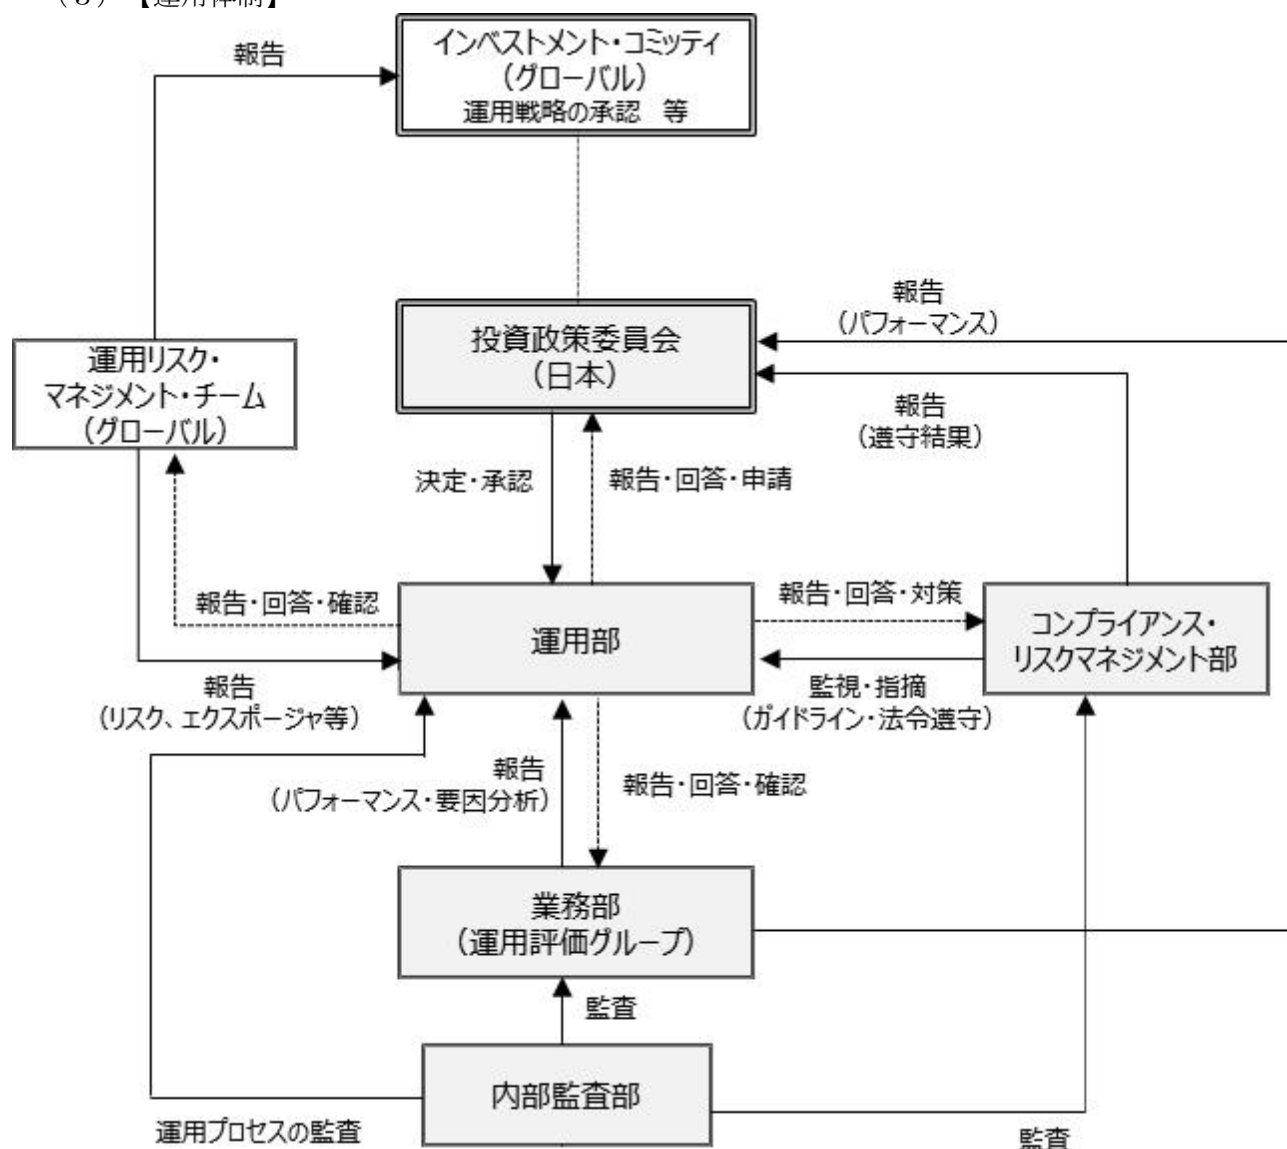 （３）【運用体制】
インベストメント・コミッティ
（グローバル）
運用戦略の承認　等
報告
報告
（パフォーマンス）
投資政策委員会
（日本）
運用リスク・
マネジメント・チーム
（グローバル）
報告
（遵守結果）
決定・承認
報告・回答・申請
報告・回答・確認
運用部
報告・回答・対策
コンプライアンス・
リスクマネジメント部
報告
（リスク、エクスポージャ等）
監視・指摘
（ガイドライン・法令遵守）
報告
（パフォーマンス・要因分析）
報告・回答・確認
業務部
（運用評価グループ）
監査
内部監査部
運用プロセスの監査
監査